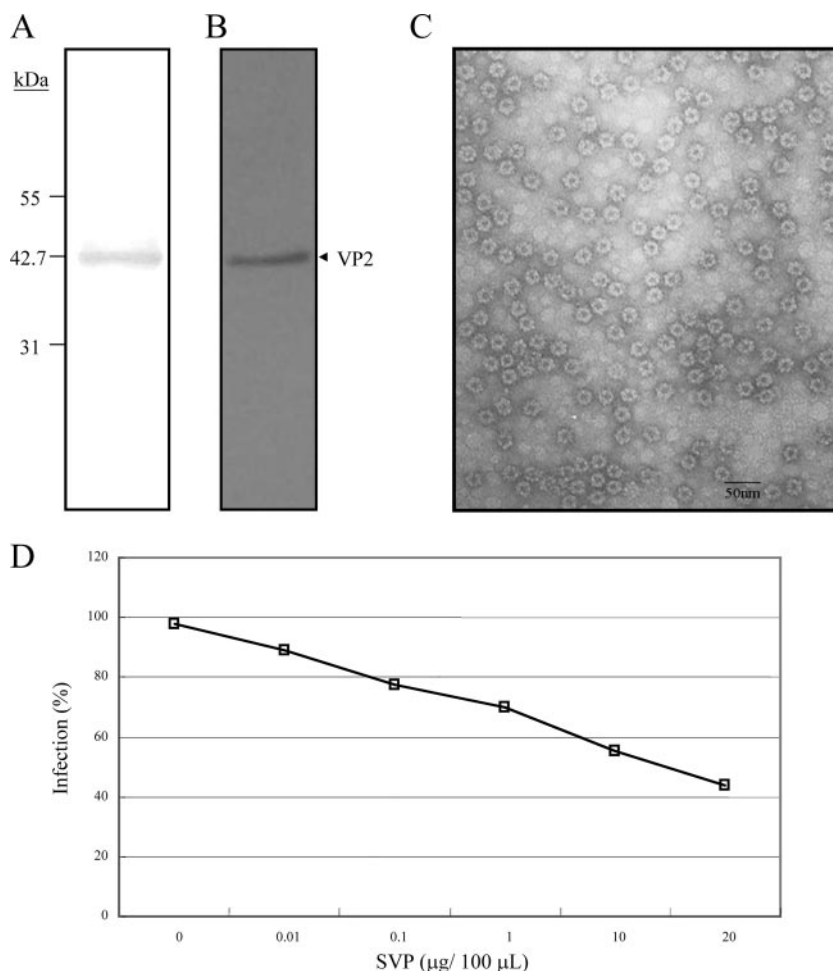 A
B
C
kDa
55
42.7
VP2
31
50nm
D
120
100
80
60
40
20
0
Infection (%)
0 0.01 0.1 1 10 20
SVP (μg/ 100 μL)